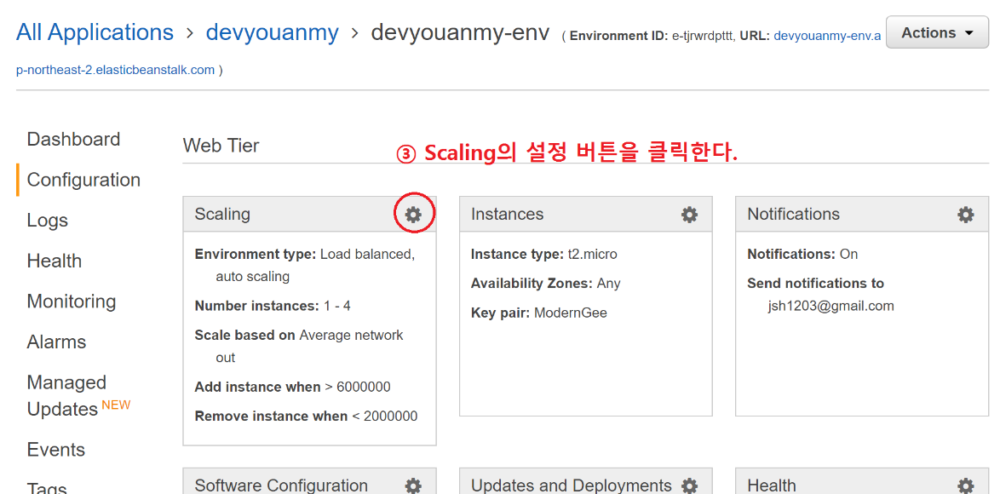 All Applications > devyouanmy > devyouanmy-env ( Environment ID: e-tjrwrdpttt, URL: devyouanmy-env.a
p-northeast-2.elasticbeanstalk.com )
Actions
Dashboard
Configuration
Logs
Health
Monitoring
Alarms
Managed
Updates NEW
Events
Tags
Web Tier
③ Scaling의 설정 버튼을 클릭한다.
Scaling
Environment type: Load balanced,
auto scaling
Number instances: 1 - 4
Scale based on Average network
out
Add instance when > 6000000
Remove instance when < 2000000
Instances
Instance type: t2.micro
Availability Zones: Any
Key pair: ModernGee
Notifications
Notifications: On
Send notifications to
jsh1203@gmail.com
Software Configuration
Updates and Deployments
Health